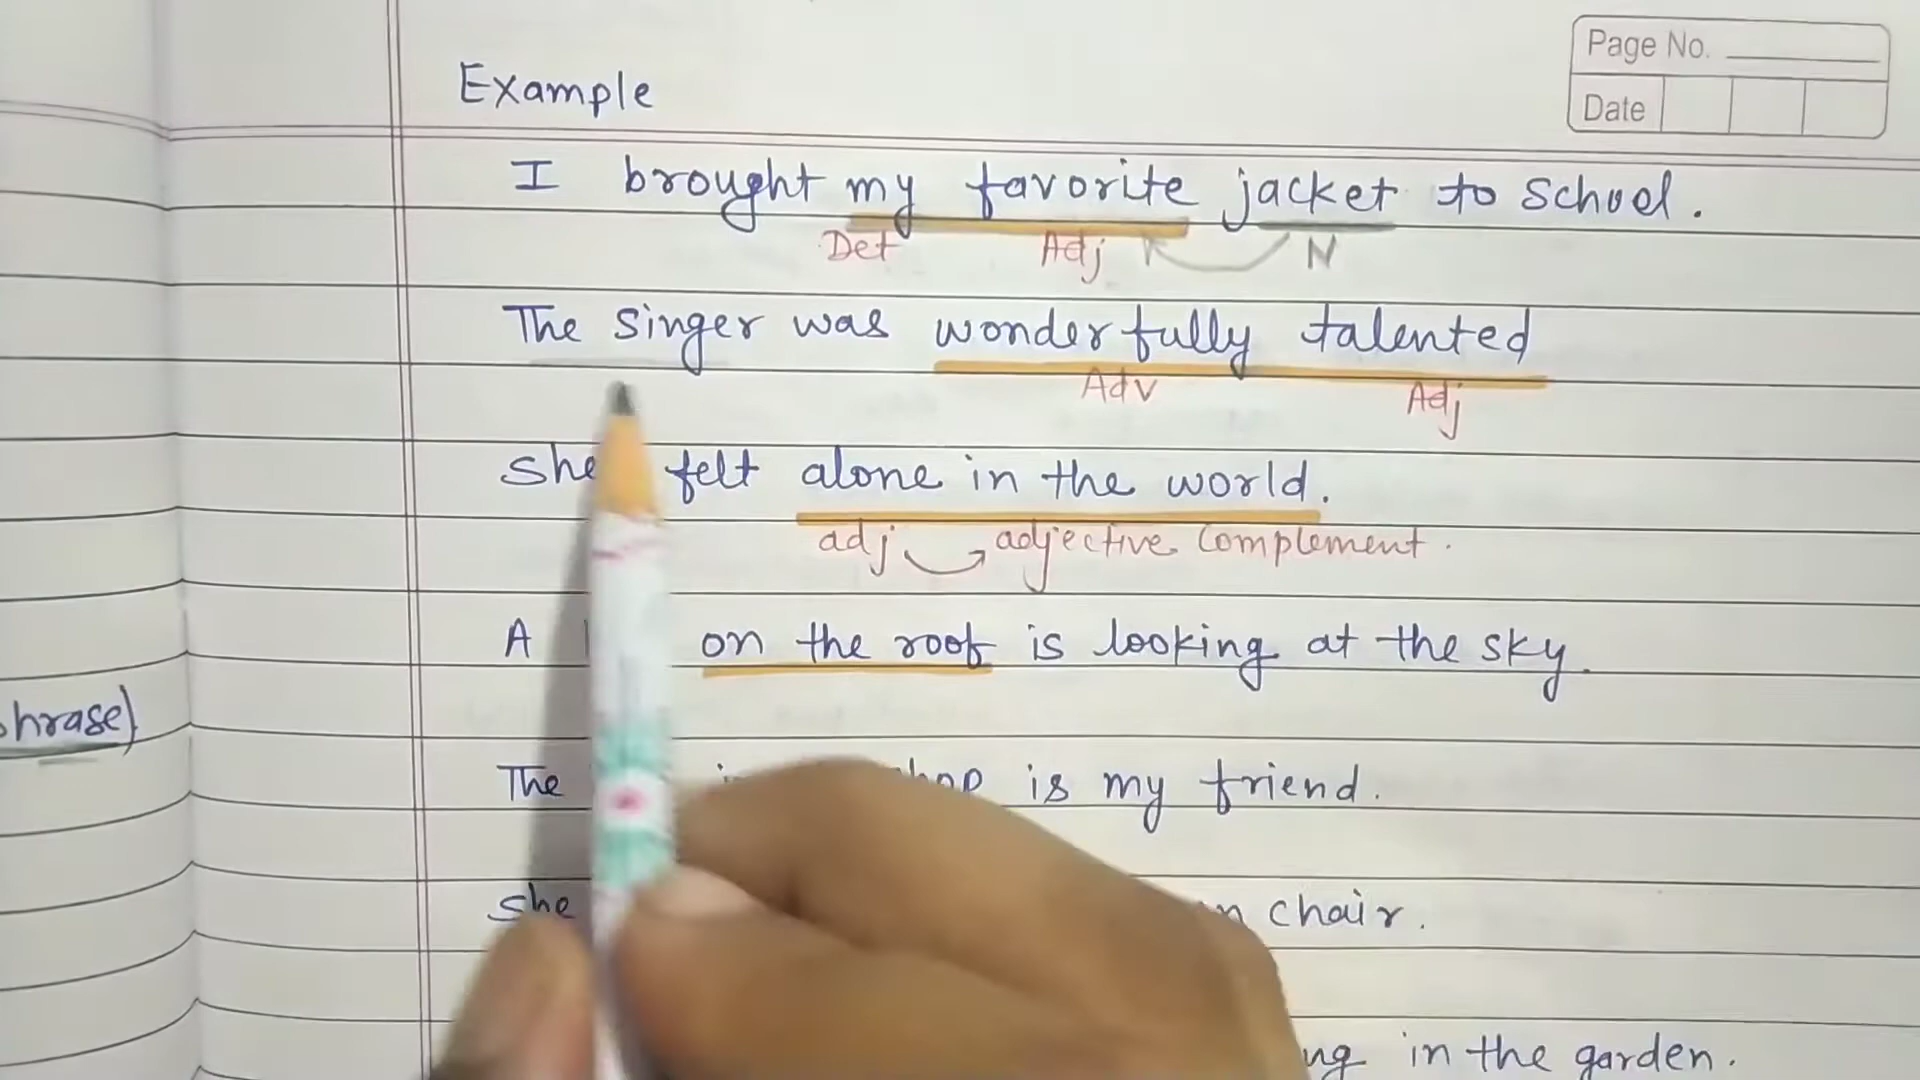 Page No.
Date
Example
I brought my favorite jacket to School.
Det Adj N
The singer was wonderfully talented
Adv Adj
She felt alone in the world.
adj adjective Complement.
A on the roof is looking at the sky.
hrase)
The is my friend.
She chair.
in the garden.